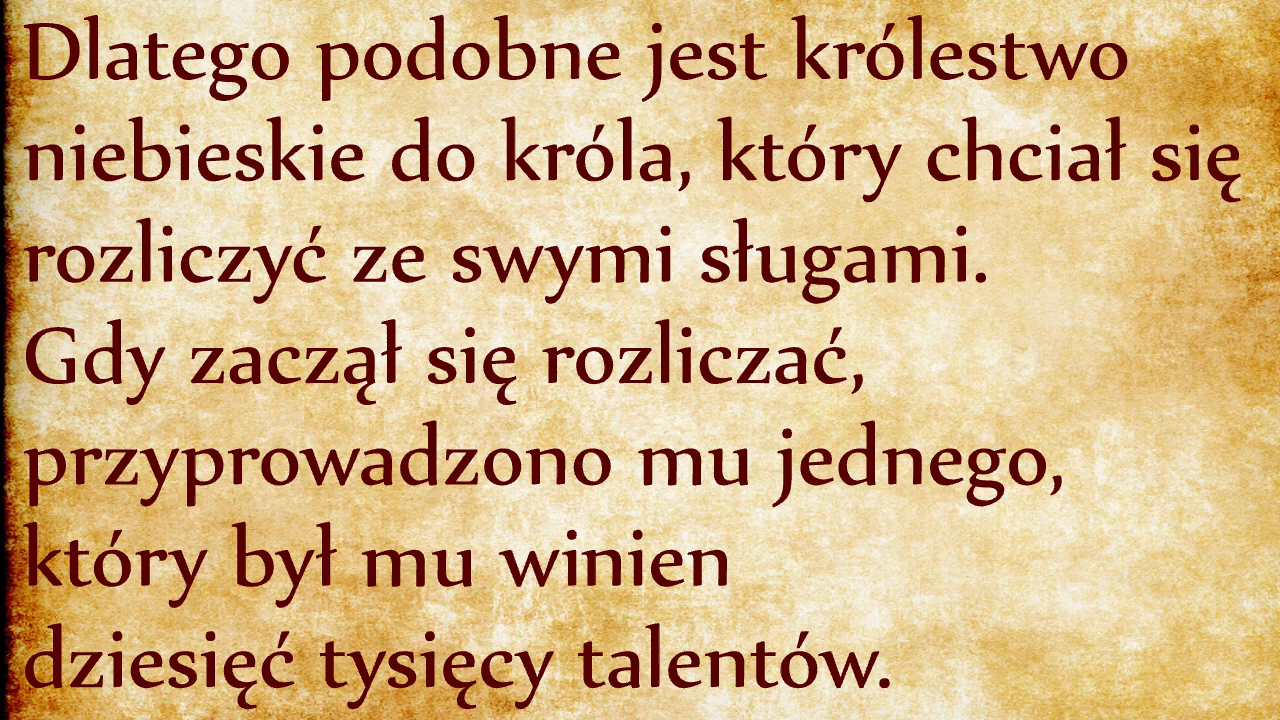 Dlatego podobne jest królestwo
niebieskie do króla, który chciał się
rozliczyć ze swymi sługami.
Gdy zaczął się rozliczać,
przyprowadzono mu jednego,
który był mu winien
dziesięć tysięcy talentów.